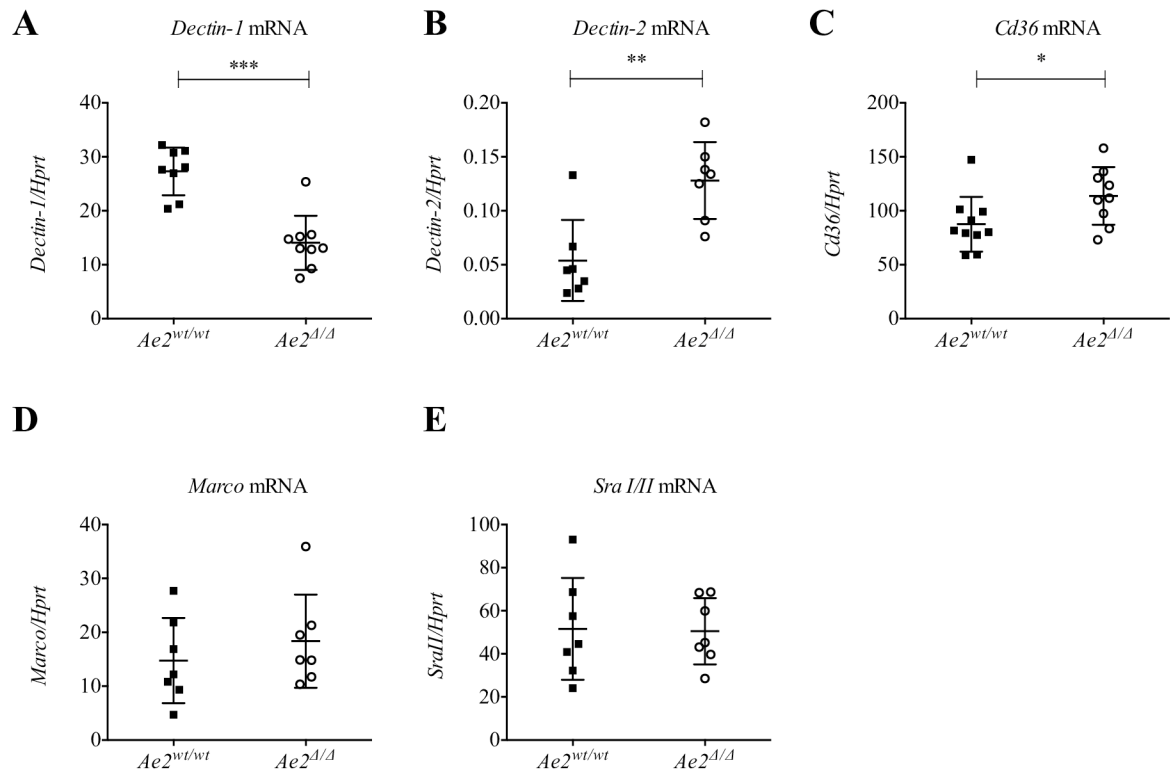 A
Dectin-1 mRNA
***
Dectin-1/Hprt
40
30
20
10
0
Ae2wt/wt
Ae2Δ/Δ
B
Dectin-2 mRNA
**
Dectin-2/Hprt
0.20
0.15
0.10
0.05
0.00
Ae2wt/wt
Ae2Δ/Δ
C
Cd36 mRNA
*
Cd36/Hprt
200
150
100
50
0
Ae2wt/wt
Ae2Δ/Δ
D
Marco mRNA
Marco/Hprt
40
30
20
10
0
Ae2wt/wt
Ae2Δ/Δ
E
Sra I/II mRNA
SraII/Hprt
100
80
60
40
20
0
Ae2wt/wt
Ae2Δ/Δ